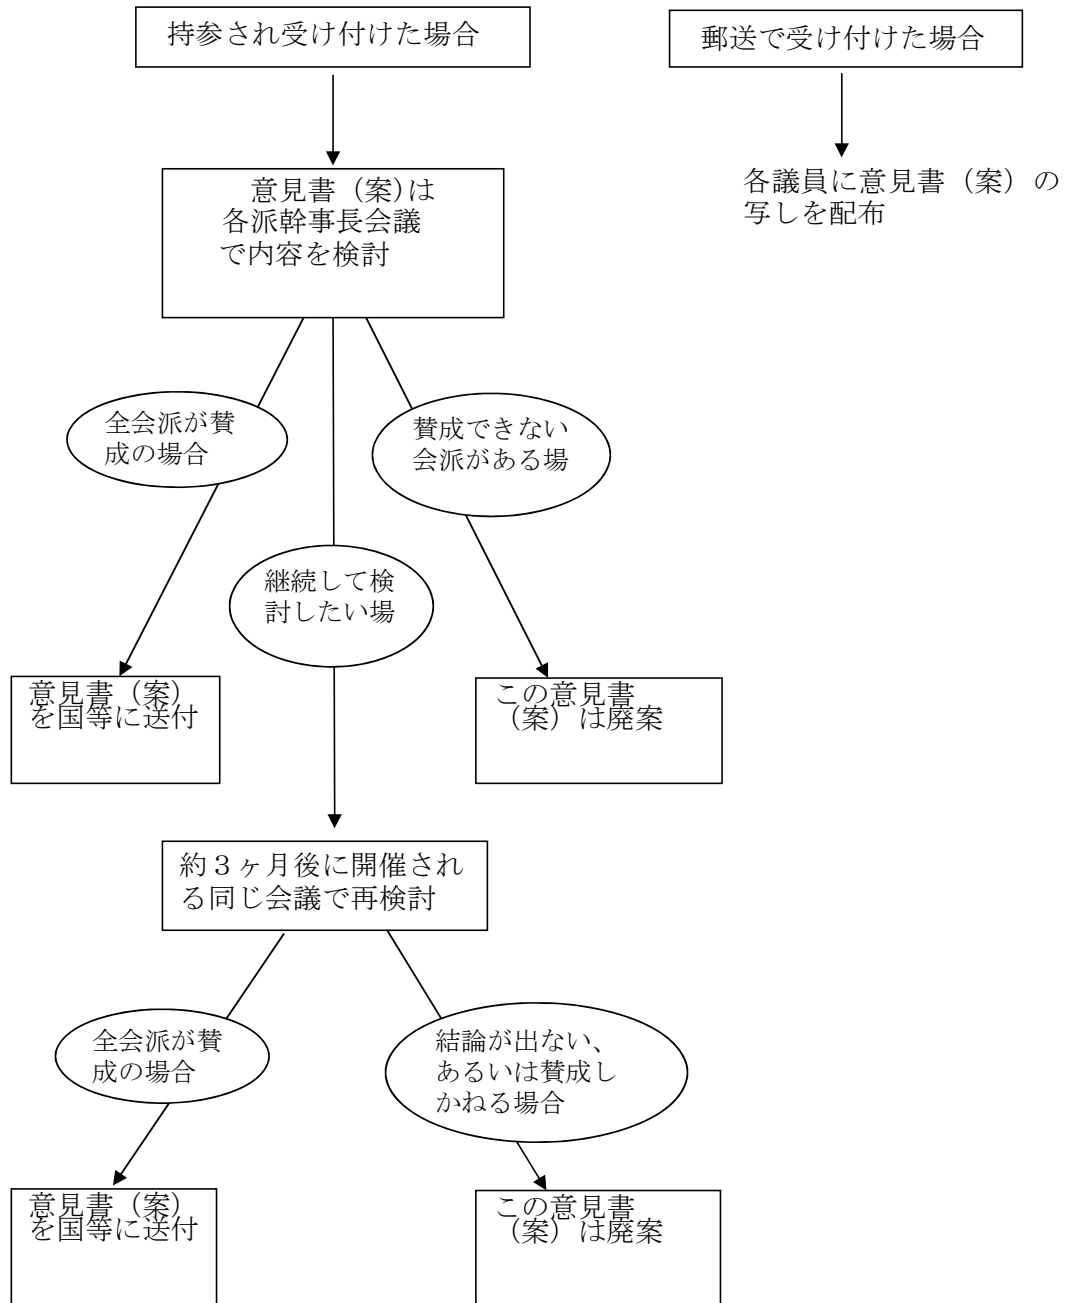 持参され受け付けた場合
郵送で受け付けた場合
意見書（案）は
各派幹事長会議
で内容を検討
各議員に意見書（案）の
写しを配布
全会派が賛
成の場合
賛成できない
会派がある場
継続して検
討したい場
意見書（案）
を国等に送付
この意見書
（案）は廃案
約３ヶ月後に開催され
る同じ会議で再検討
全会派が賛
成の場合
結論が出ない、
あるいは賛成し
かねる場合
意見書（案）
を国等に送付
この意見書
（案）は廃案